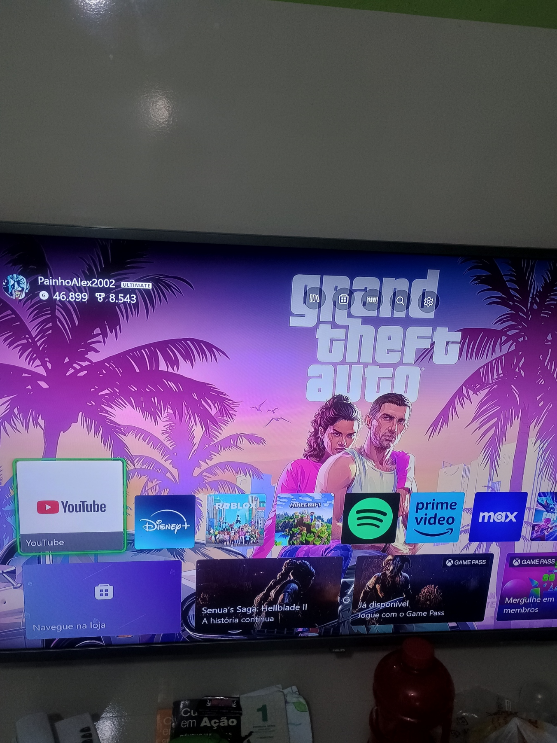 PainhoAlex2002 ULTIMATE
46.899 8.543
grand
theft
auto
YouTube
YouTube
Disney+
ROBLOX
MINECRAFT
prime
video
max
Navegue na loja
Senua's Saga: Hellblade II
A história continua
GAME PASS
Já disponível
Jogue com o Game Pass
GAME PASS
Mergulhe em
membros
em Ação
1